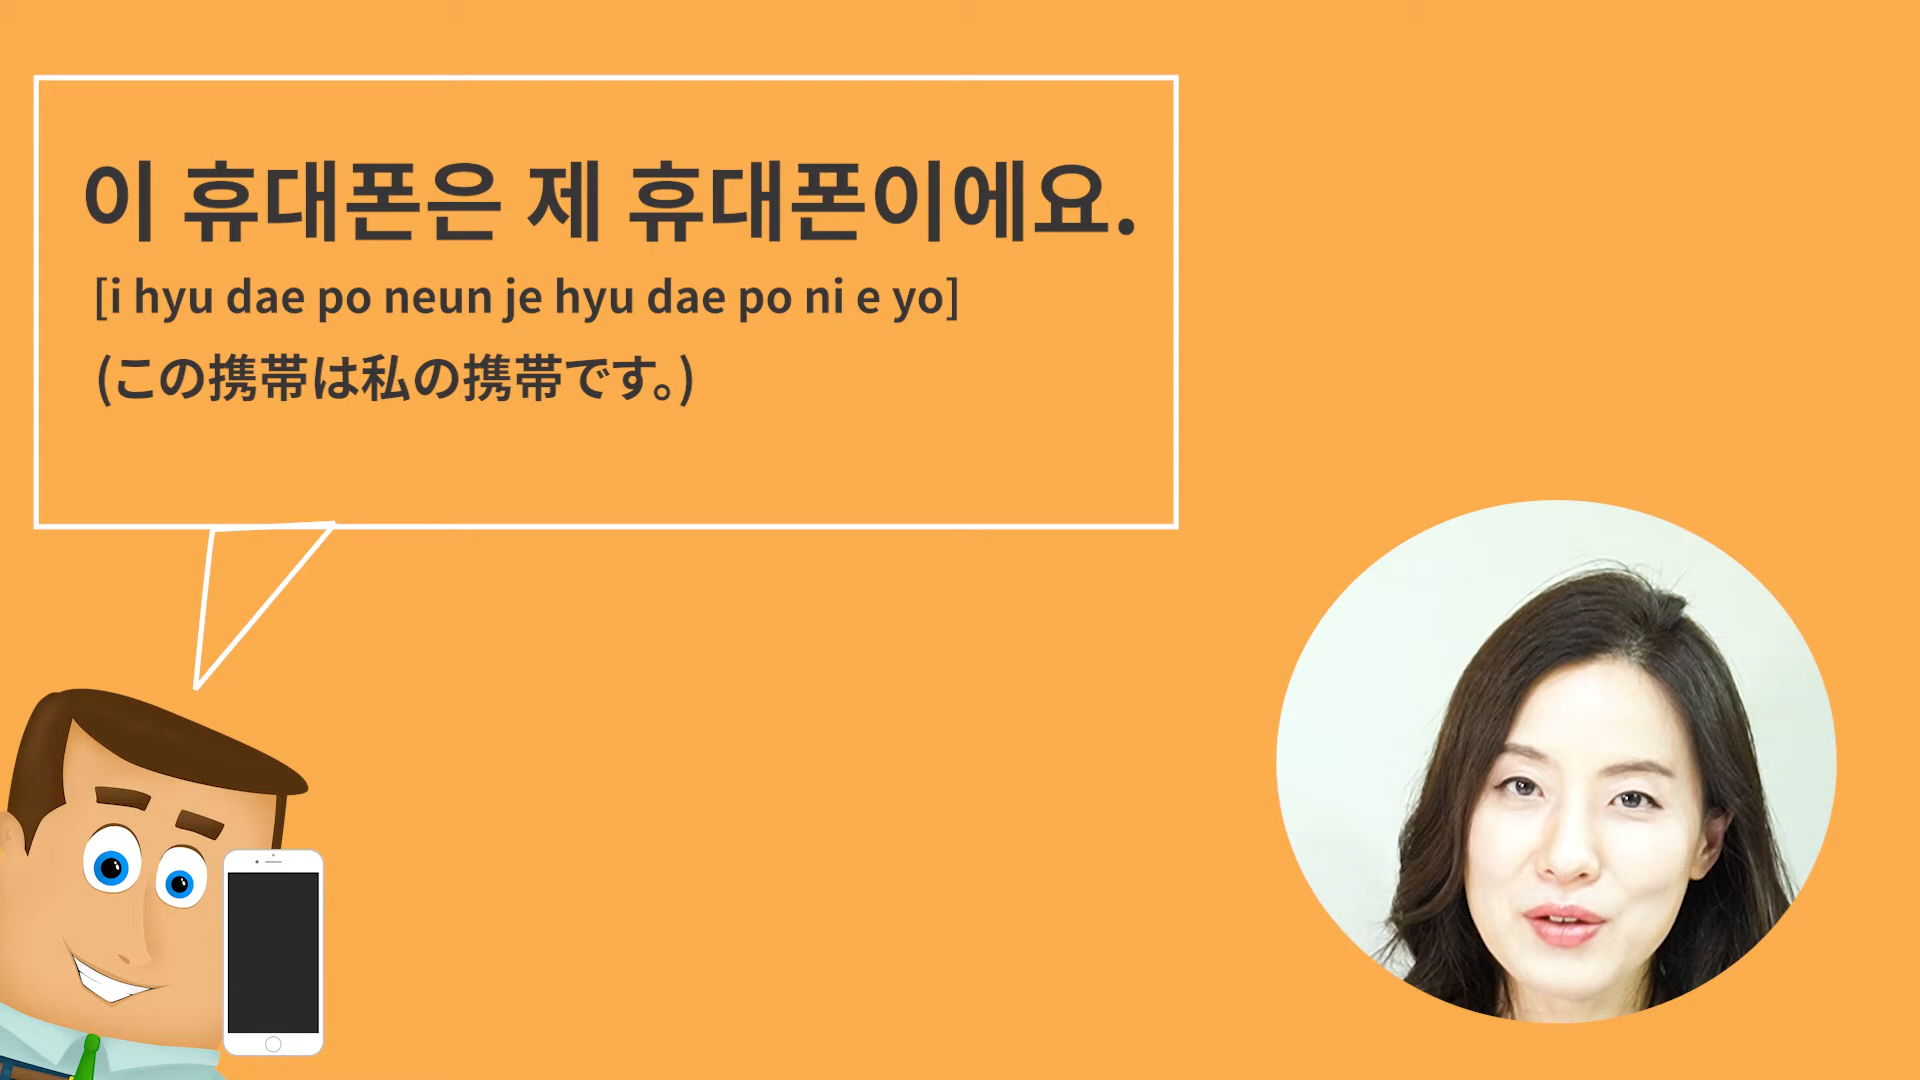 이 휴대폰은 제 휴대폰이에요.
[i hyu dae po neun je hyu dae po ni e yo]
(この携帯は私の携帯です。)